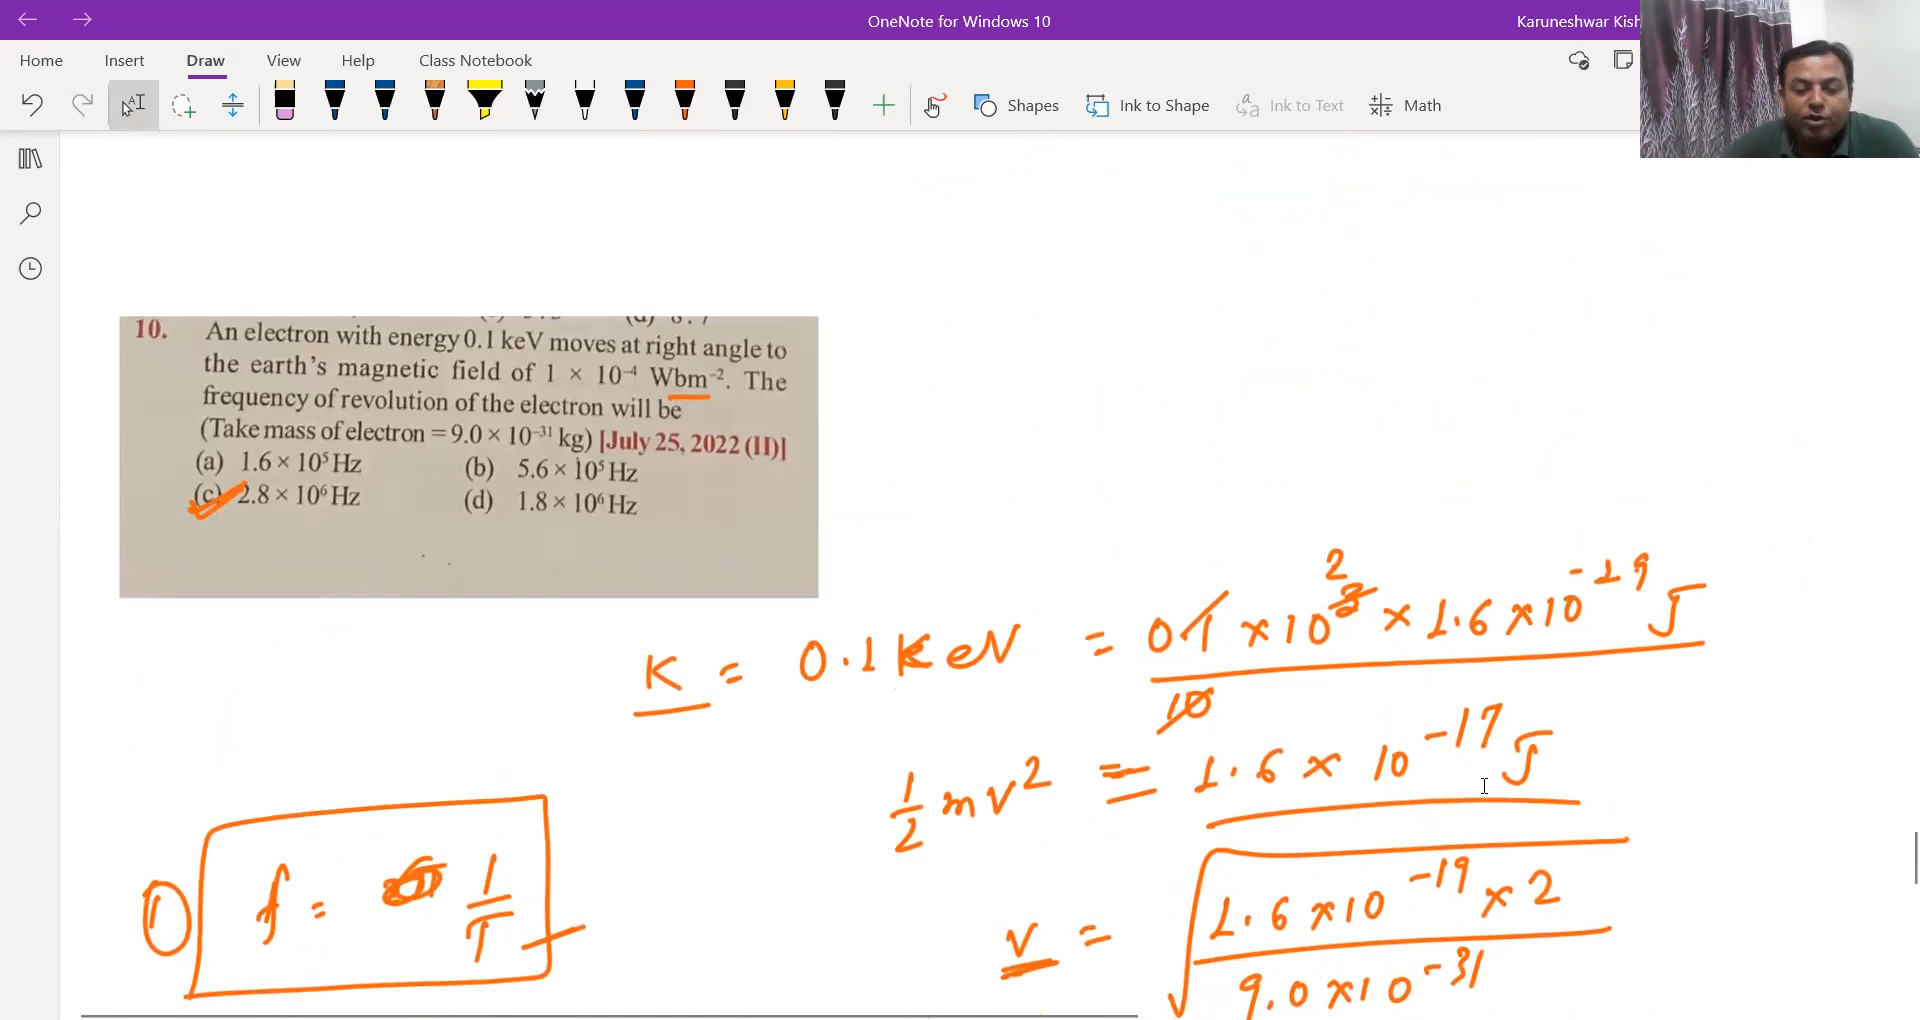 OneNote for Windows 10
Karuneshwar Kish
Home Insert Draw View Help Class Notebook
Shapes Ink to Shape Ink to Text Math
10. An electron with energy 0.1 keV moves at right angle to
the earth's magnetic field of 1 × 10⁻⁴ Wbm⁻². The
frequency of revolution of the electron will be
(Take mass of electron = 9.0 × 10⁻³¹ kg) [July 25, 2022 (II)]
(a) 1.6 × 10⁵ Hz (b) 5.6 × 10⁵ Hz
(c) 2.8 × 10⁶ Hz (d) 1.8 × 10⁶ Hz
K = 0.1 KeV = 01 × 10² × 1.6 × 10⁻¹⁹ J
10
1/2 mv² = 1.6 × 10⁻¹⁷ J
① f = 1/T
v = √(1.6 × 10⁻¹⁹ × 2 / 9.0 × 10⁻³¹)